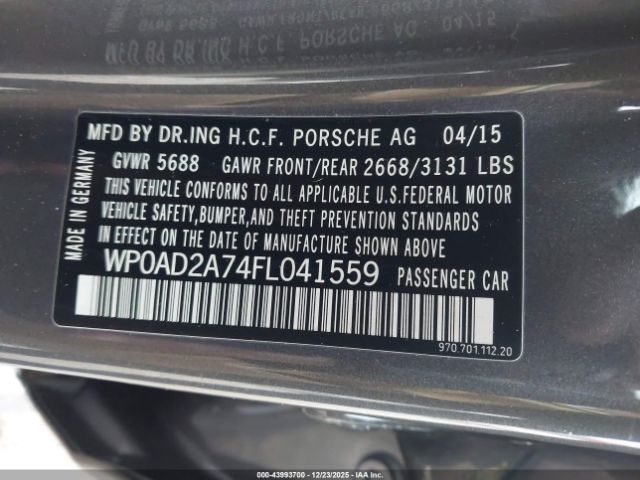 MFD BY DR.ING H.C.F. PORSCHE AG 04/15
GVWR 5688 GAWR FRONT/REAR 2668/3131 LBS
THIS VEHICLE CONFORMS TO ALL APPLICABLE U.S.FEDERAL MOTOR
VEHICLE SAFETY,BUMPER,AND THEFT PREVENTION STANDARDS
IN EFFECT ON THE DATE OF MANUFACTURE SHOWN ABOVE
WP0AD2A74FL041559 PASSENGER CAR
MADE IN GERMANY
970.701.112.20
000-43993700 - 12/23/2025 - IAAI.COM